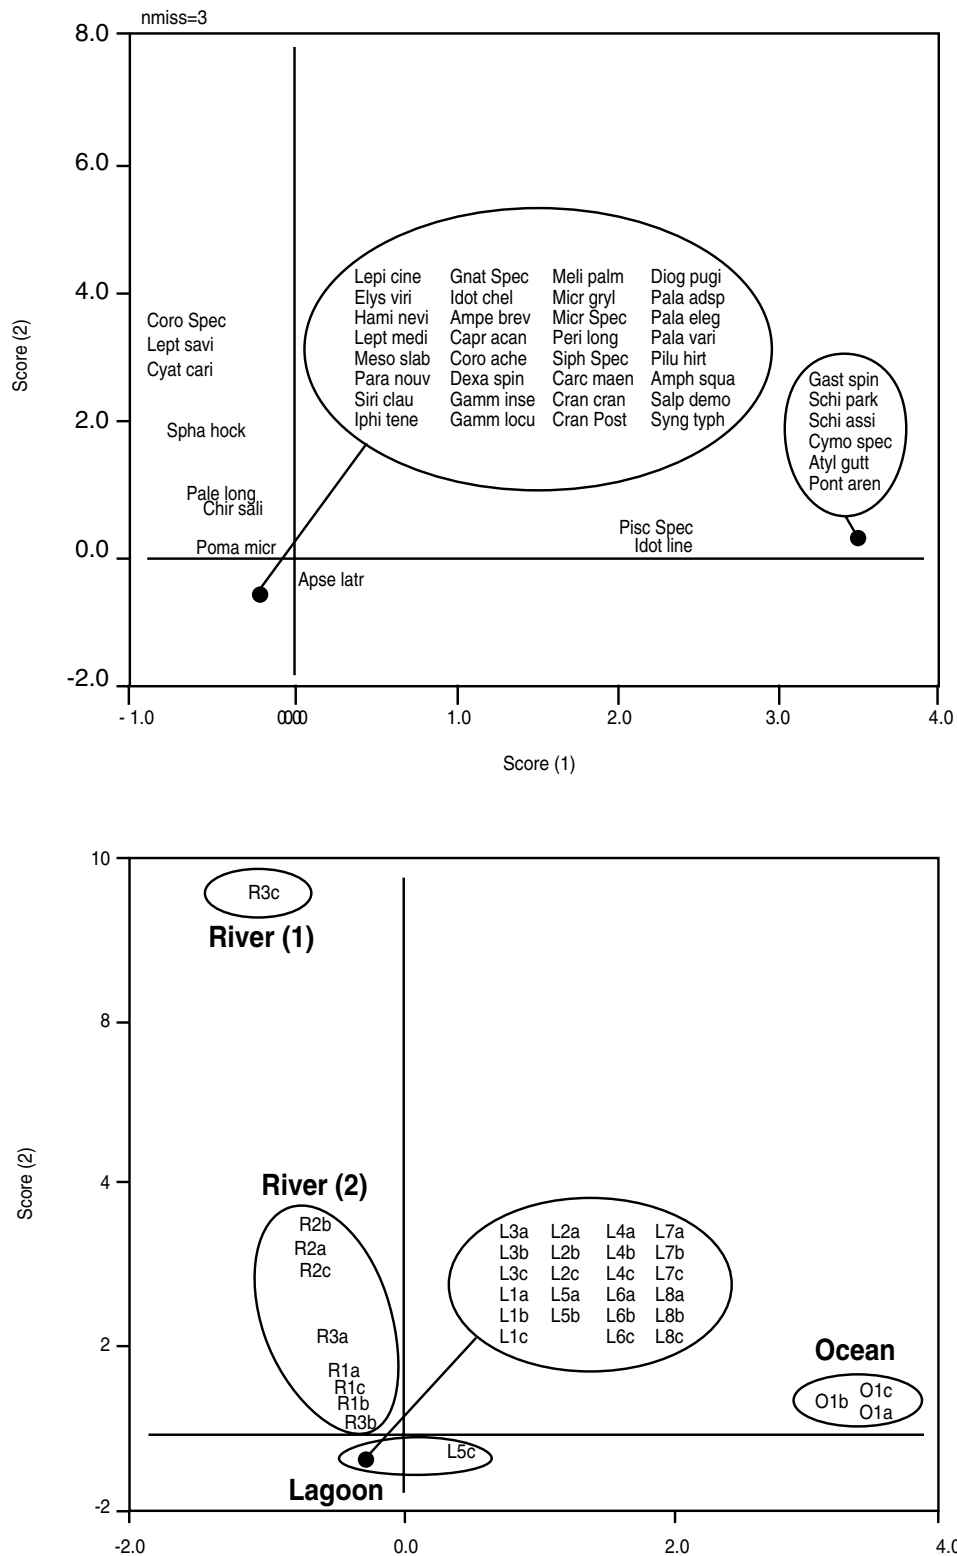 nmiss=3
8.0
6.0
4.0
2.0
0.0
-2.0
Score (2)
Coro Spec
Lept savi
Cyat cari
Spha hock
Pale long
Chir sali
Poma micr
Apse latr
Lepi cine Gnat Spec Meli palm Diog pugi
Elys viri Idot chel Micr gryl Pala adsp
Hami nevi Ampe brev Micr Spec Pala eleg
Lept medi Capr acan Peri long Pala vari
Meso slab Coro ache Siph Spec Pilu hirt
Para nouv Dexa spin Carc maen Amph squa
Siri clau Gamm inse Cran cran Salp demo
Iphi tene Gamm locu Cran Post Syng typh
Gast spin
Schi park
Schi assi
Cymo spec
Atyl gutt
Pont aren
Pisc Spec
Idot line
- 1.0 0.0 1.0 2.0 3.0 4.0
Score (1)
10
8
4
2
-2
Score (2)
R3c
River (1)
River (2)
R2b
R2a
R2c
R3a
R1a
R1c
R1b
R3b
L3a L2a L4a L7a
L3b L2b L4b L7b
L3c L2c L4c L7c
L1a L5a L6a L8a
L1b L5b L6b L8b
L1c L6c L8c
Ocean
O1b O1c
O1a
L5c
Lagoon
-2.0 0.0 2.0 4.0